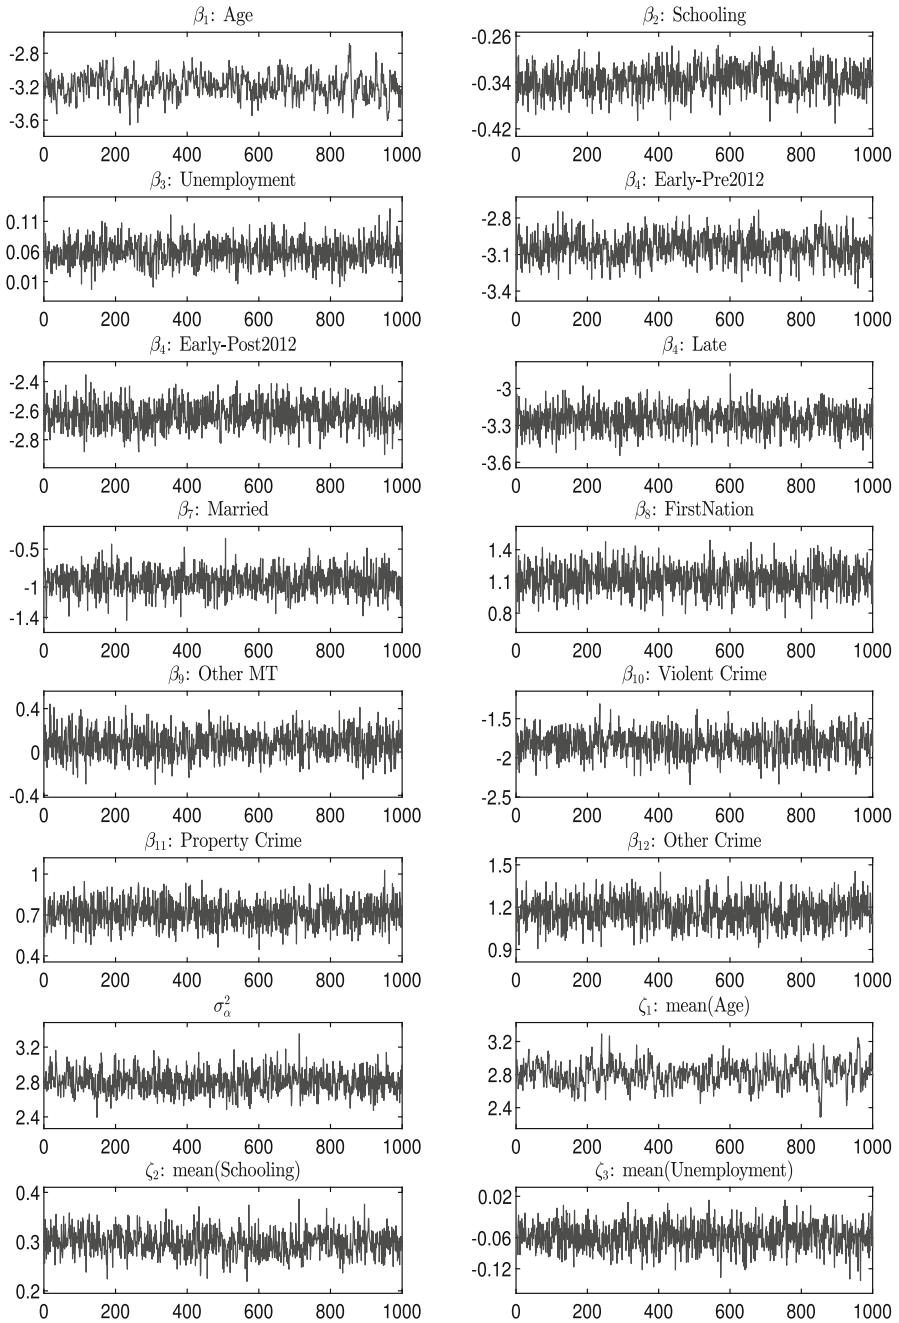 β₁: Age β₂: Schooling
-2.8 -0.26
-3.2 -0.34
-3.6 -0.42
0 200 400 600 800 1000 0 200 400 600 800 1000
β₃: Unemployment β₄: Early-Pre2012
0.11 -2.8
0.06 -3.1
0.01 -3.4
0 200 400 600 800 1000 0 200 400 600 800 1000
β₄: Early-Post2012 β₄: Late
-2.4 -3
-2.6 -3.3
-2.8 -3.6
0 200 400 600 800 1000 0 200 400 600 800 1000
β₇: Married β₈: FirstNation
-0.5 1.4
-1 1.1
-1.4 0.8
0 200 400 600 800 1000 0 200 400 600 800 1000
β₉: Other MT β₁₀: Violent Crime
0.4 -1.5
0 -2
-0.4 -2.5
0 200 400 600 800 1000 0 200 400 600 800 1000
β₁₁: Property Crime β₁₂: Other Crime
1 1.5
0.7 1.2
0.4 0.9
0 200 400 600 800 1000 0 200 400 600 800 1000
σ²_α ζ₁: mean(Age)
3.2 3.2
2.8 2.8
2.4 2.4
0 200 400 600 800 1000 0 200 400 600 800 1000
ζ₂: mean(Schooling) ζ₃: mean(Unemployment)
0.4 0.02
0.3 -0.06
0.2 -0.12
0 200 400 600 800 1000 0 200 400 600 800 1000